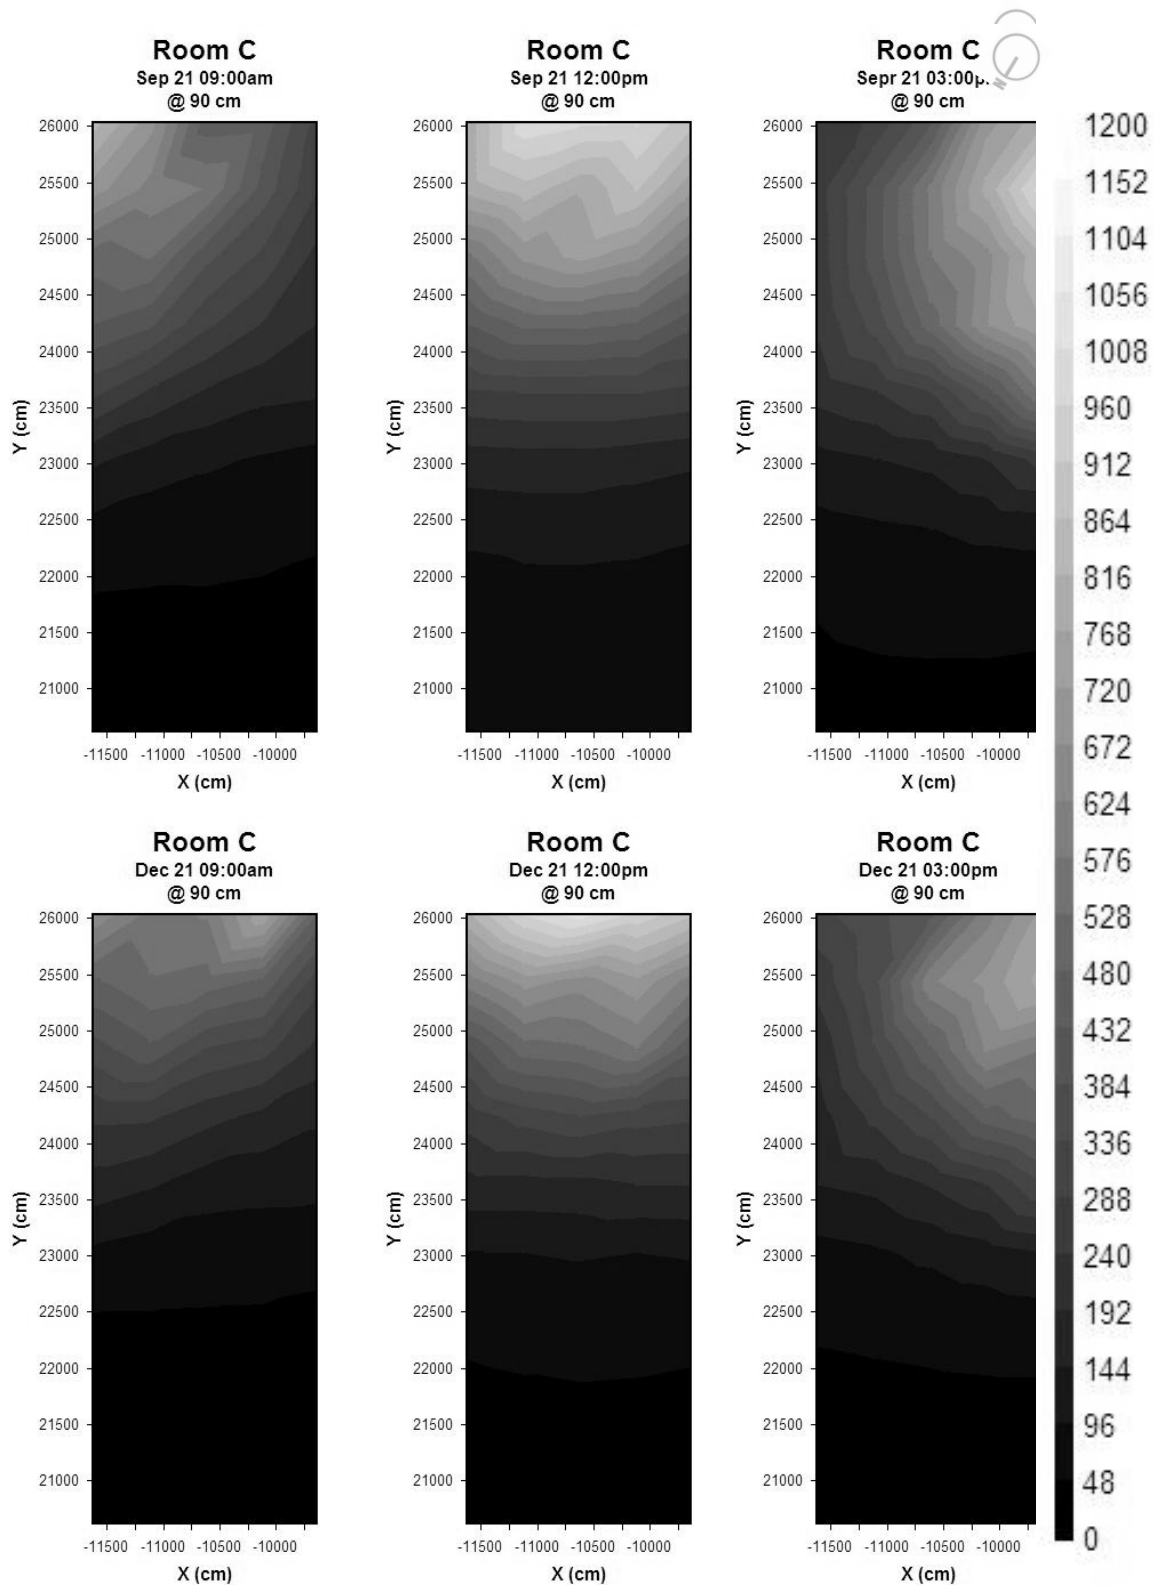 Room C
Sep 21 09:00am
@ 90 cm
26000
25500
25000
24500
24000
23500
23000
22500
22000
21500
21000
Y (cm)
-11500 -11000 -10500 -10000
X (cm)
Room C
Sep 21 12:00pm
@ 90 cm
26000
25500
25000
24500
24000
23500
23000
22500
22000
21500
21000
Y (cm)
-11500 -11000 -10500 -10000
X (cm)
Room C
Sepr 21 03:00p.
@ 90 cm
N
26000
25500
25000
24500
24000
23500
23000
22500
22000
21500
21000
Y (cm)
-11500 -11000 -10500 -10000
X (cm)
Room C
Dec 21 09:00am
@ 90 cm
26000
25500
25000
24500
24000
23500
23000
22500
22000
21500
21000
Y (cm)
-11500 -11000 -10500 -10000
X (cm)
Room C
Dec 21 12:00pm
@ 90 cm
26000
25500
25000
24500
24000
23500
23000
22500
22000
21500
21000
Y (cm)
-11500 -11000 -10500 -10000
X (cm)
Room C
Dec 21 03:00pm
@ 90 cm
26000
25500
25000
24500
24000
23500
23000
22500
22000
21500
21000
Y (cm)
-11500 -11000 -10500 -10000
X (cm)
1200
1152
1104
1056
1008
960
912
864
816
768
720
672
624
576
528
480
432
384
336
288
240
192
144
96
48
0